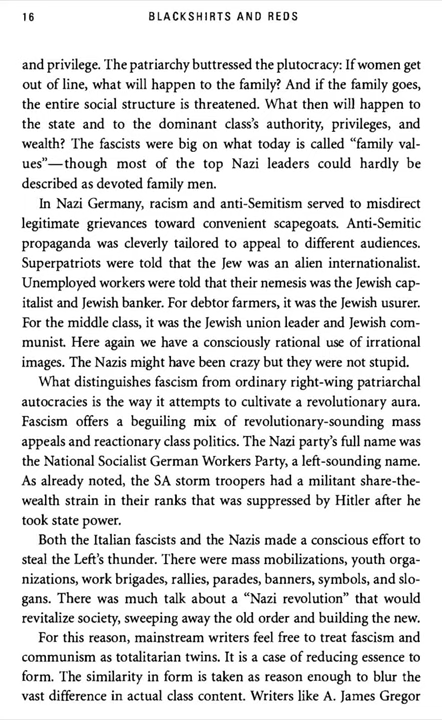 16 BLACKSHIRTS AND REDS
and privilege. The patriarchy buttressed the plutocracy: If women get
out of line, what will happen to the family? And if the family goes,
the entire social structure is threatened. What then will happen to
the state and to the dominant class's authority, privileges, and
wealth? The fascists were big on what today is called “family val-
ues”—though most of the top Nazi leaders could hardly be
described as devoted family men.
In Nazi Germany, racism and anti-Semitism served to misdirect
legitimate grievances toward convenient scapegoats. Anti-Semitic
propaganda was cleverly tailored to appeal to different audiences.
Superpatriots were told that the Jew was an alien internationalist.
Unemployed workers were told that their nemesis was the Jewish cap-
italist and Jewish banker. For debtor farmers, it was the Jewish usurer.
For the middle class, it was the Jewish union leader and Jewish com-
munist. Here again we have a consciously rational use of irrational
images. The Nazis might have been crazy but they were not stupid.
What distinguishes fascism from ordinary right-wing patriarchal
autocracies is the way it attempts to cultivate a revolutionary aura.
Fascism offers a beguiling mix of revolutionary-sounding mass
appeals and reactionary class politics. The Nazi party's full name was
the National Socialist German Workers Party, a left-sounding name.
As already noted, the SA storm troopers had a militant share-the-
wealth strain in their ranks that was suppressed by Hitler after he
took state power.
Both the Italian fascists and the Nazis made a conscious effort to
steal the Left's thunder. There were mass mobilizations, youth orga-
nizations, work brigades, rallies, parades, banners, symbols, and slo-
gans. There was much talk about a “Nazi revolution” that would
revitalize society, sweeping away the old order and building the new.
For this reason, mainstream writers feel free to treat fascism and
communism as totalitarian twins. It is a case of reducing essence to
form. The similarity in form is taken as reason enough to blur the
vast difference in actual class content. Writers like A. James Gregor